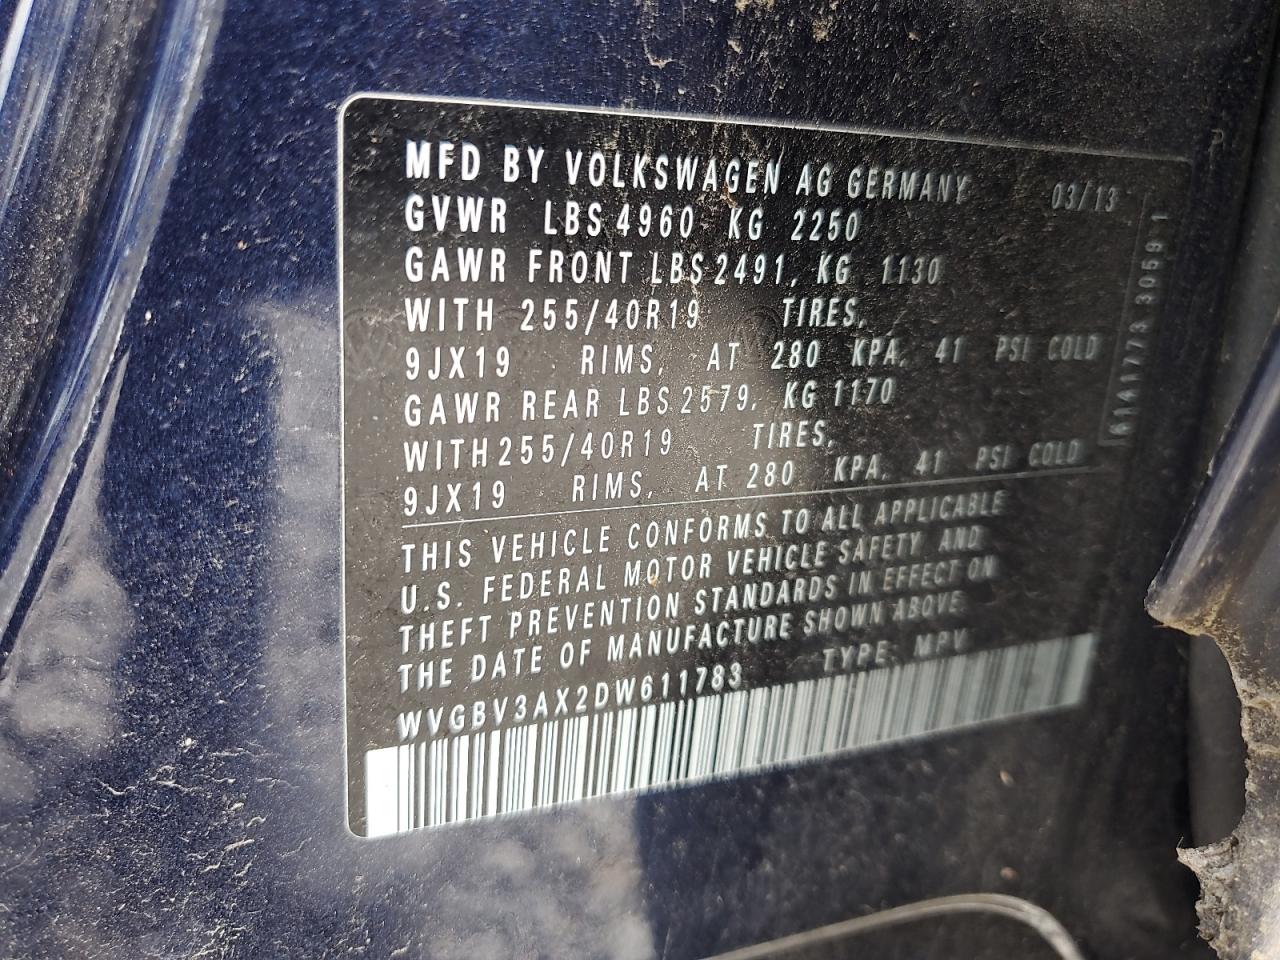 MFD BY VOLKSWAGEN AG GERMANY 03/13
GVWR LBS 4960 KG 2250
GAWR FRONT LBS 2491, KG 1130
WITH 255/40R19 TIRES,
9JX19 RIMS, AT 280 KPA, 41 PSI COLD
GAWR REAR LBS 2579, KG 1170
WITH 255/40R19 TIRES,
9JX19 RIMS, AT 280 KPA, 41 PSI COLD
THIS VEHICLE CONFORMS TO ALL APPLICABLE
U.S. FEDERAL MOTOR VEHICLE SAFETY AND
THEFT PREVENTION STANDARDS IN EFFECT ON
THE DATE OF MANUFACTURE SHOWN ABOVE
WVGBV3AX2DW611783 TYPE: MPV